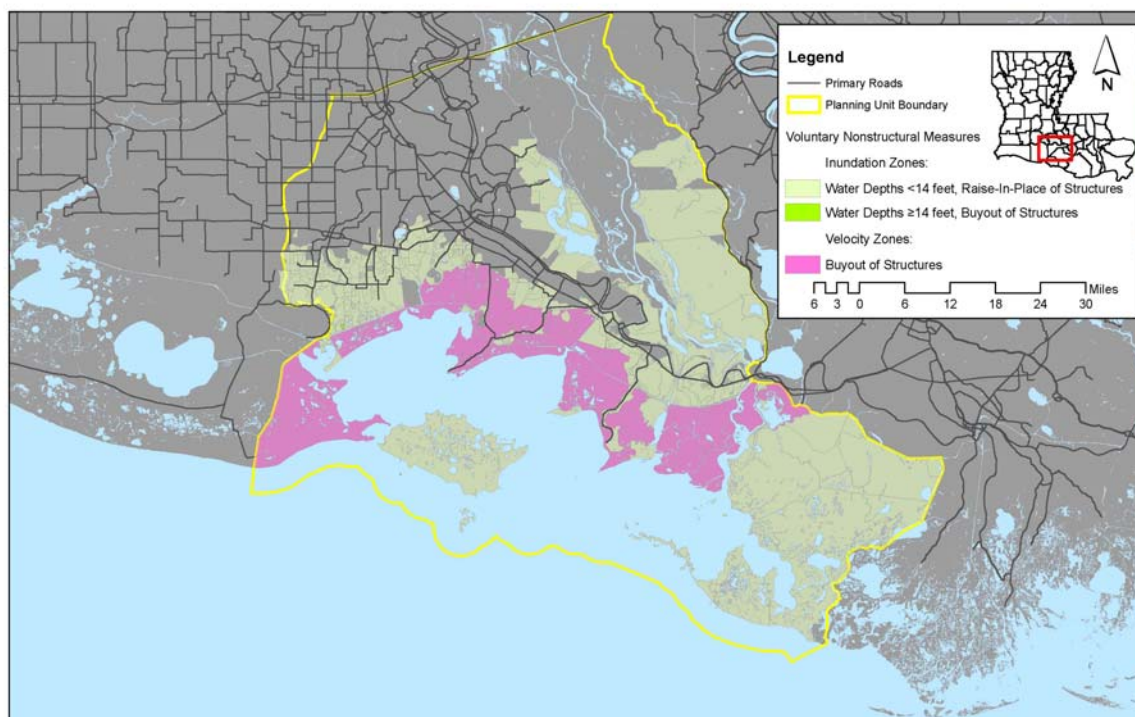 Legend
N
Primary Roads
Planning Unit Boundary
Voluntary Nonstructural Measures
Inundation Zones:
Water Depths <14 feet, Raise-In-Place of Structures
Water Depths ≥14 feet, Buyout of Structures
Velocity Zones:
Buyout of Structures
Miles
6 3 0 6 12 18 24 30